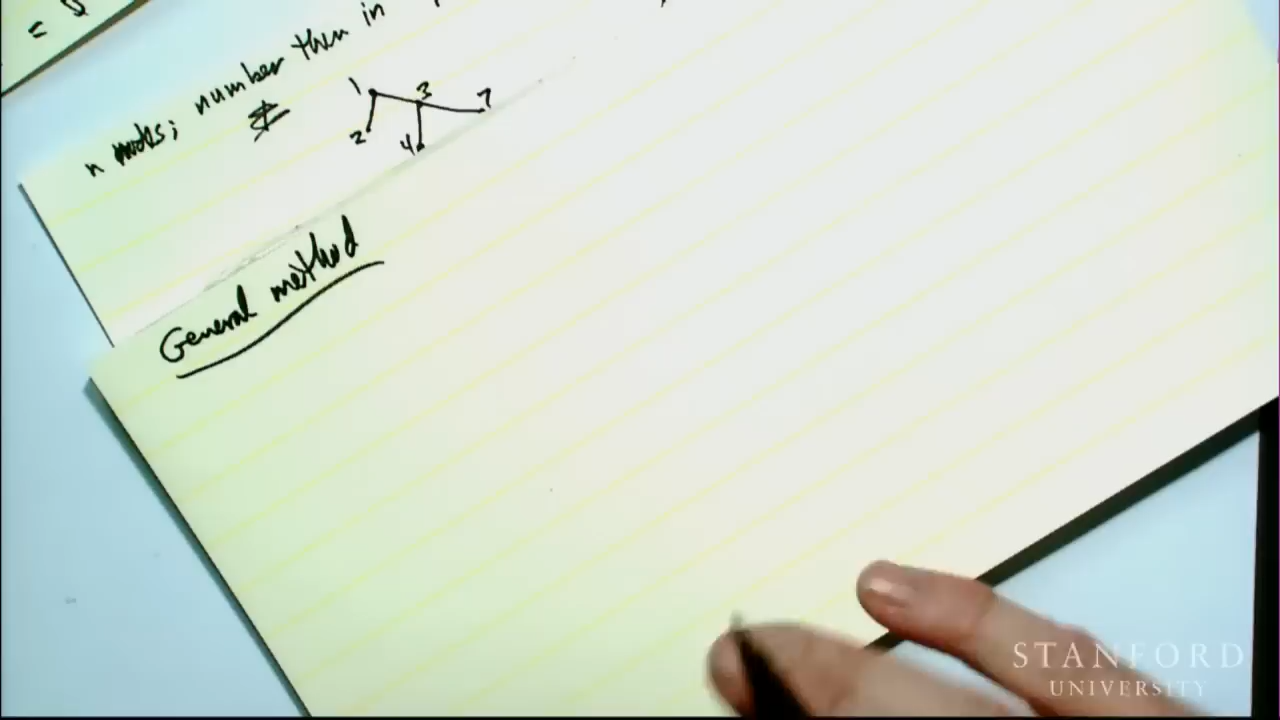 n nodes; number them in
1 3 7
2 4
General method
STANFORD
UNIVERSITY